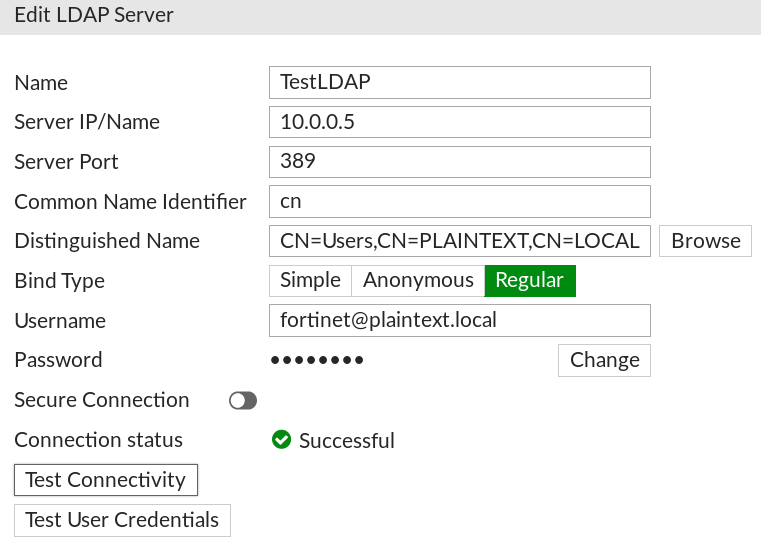 Edit LDAP Server
Name TestLDAP
Server IP/Name 10.0.0.5
Server Port 389
Common Name Identifier cn
Distinguished Name CN=Users,CN=PLAINTEXT,CN=LOCAL Browse
Bind Type Simple Anonymous Regular
Username fortinet@plaintext.local
Password •••••••• Change
Secure Connection
Connection status Successful
Test Connectivity
Test User Credentials